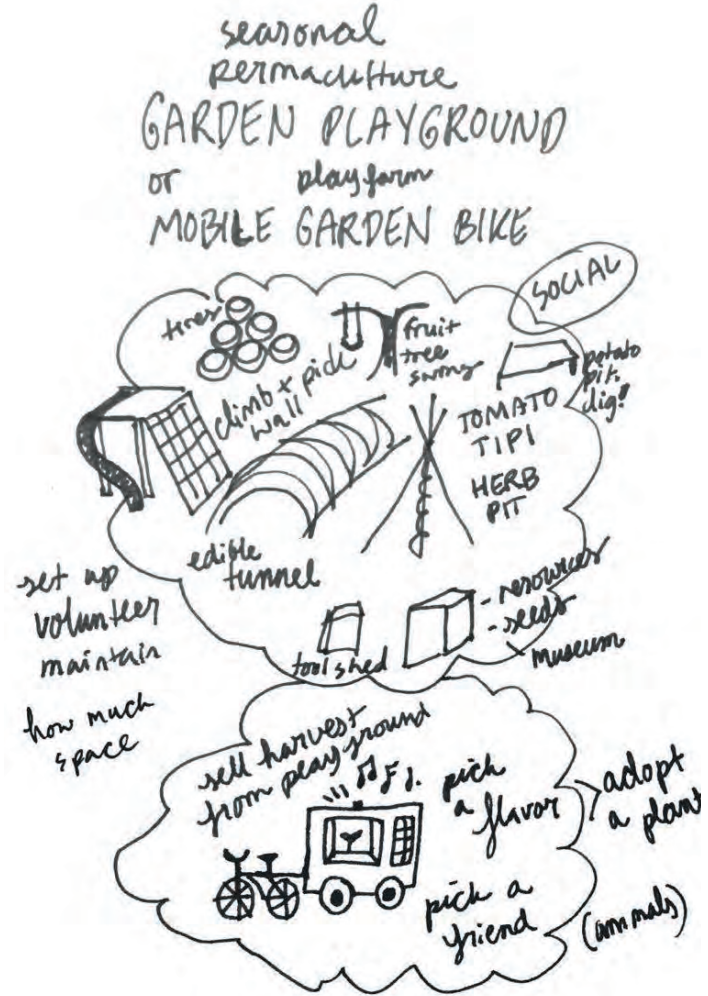 seasonal
permaculture
GARDEN PLAYGROUND
or playfarm
MOBILE GARDEN BIKE
SOCIAL
tires
climb + pick
wall
fruit
tree
swing
potato
pit.
dig!
TOMATO
TIPI
HERB
PIT
edible
tunnel
set up
volunteer
maintain
how much
space
tool shed
- resources
- seeds
\ museum
sell harvest
from playground
pick
a
flavor
adopt
a plant
pick a
friend
(animals)